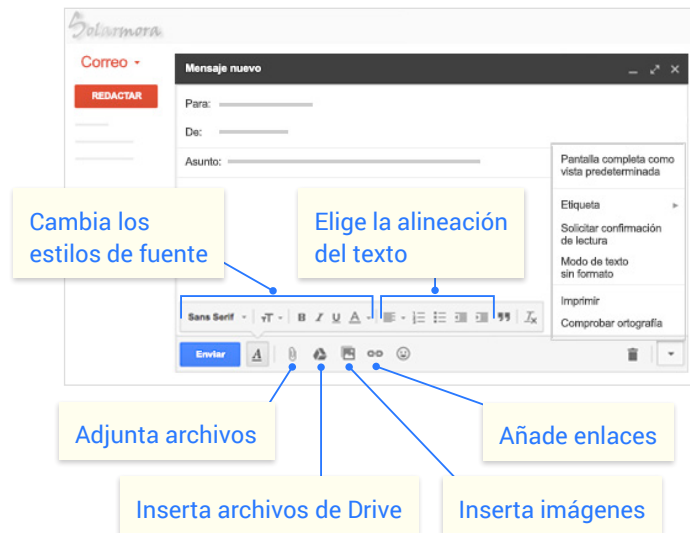 Solarmora
Correo
Mensaje nuevo
REDACTAR
Para:
De:
Asunto:
Pantalla completa como
vista predeterminada
Etiqueta
Solicitar confirmación
de lectura
Modo de texto
sin formato
Imprimir
Comprobar ortografía
Cambia los
estilos de fuente
Elige la alineación
del texto
Sans Serif
Enviar
Adjunta archivos
Añade enlaces
Inserta archivos de Drive
Inserta imágenes